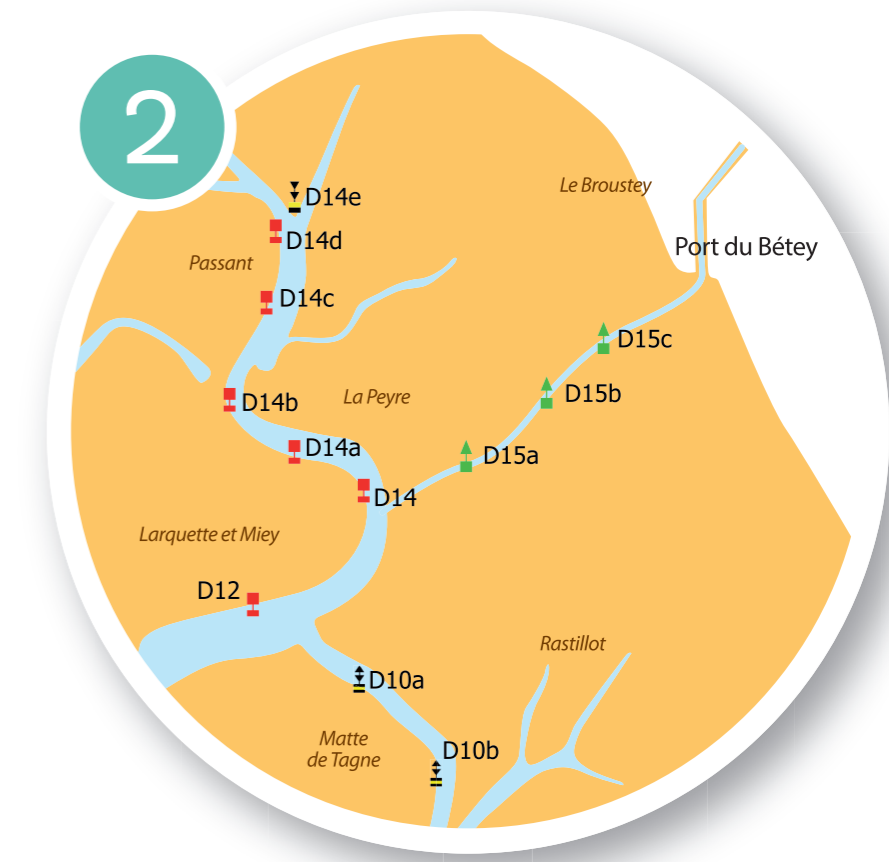 2
Le Broustey
D14e
D14d
Port du Bétey
Passant
D14c
D15c
D15b
La Peyre
D14b
D14a
D15a
D14
Larquette et Miey
D12
Rastillot
D10a
Matte
de Tagne
D10b